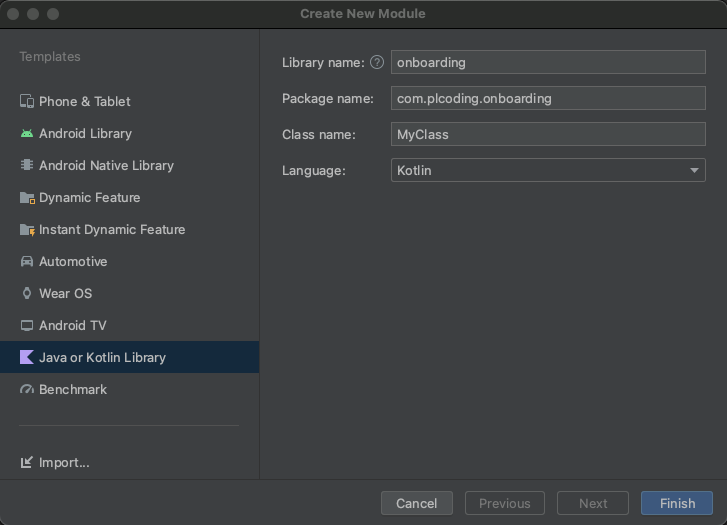 Create New Module
Templates
Phone & Tablet
Android Library
Android Native Library
Dynamic Feature
Instant Dynamic Feature
Automotive
Wear OS
Android TV
Java or Kotlin Library
Benchmark
Import...
Library name: ? onboarding
Package name: com.plcoding.onboarding
Class name: MyClass
Language: Kotlin
Cancel Previous Next Finish